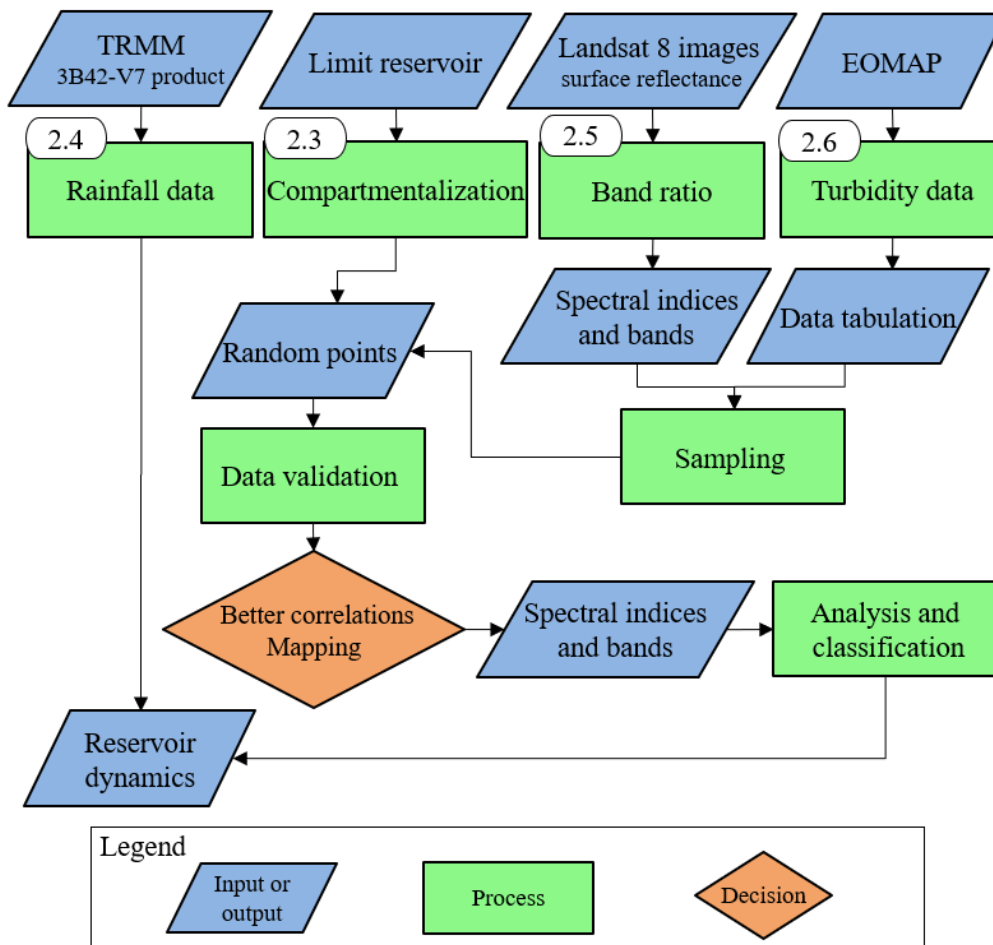 TRMM
3B42-V7 product
Limit reservoir
Landsat 8 images
surface reflectance
EOMAP
2.4
Rainfall data
2.3
Compartmentalization
2.5
Band ratio
2.6
Turbidity data
Random points
Spectral indices
and bands
Data tabulation
Data validation
Sampling
Better correlations
Mapping
Spectral indices
and bands
Analysis and
classification
Reservoir
dynamics
Legend
Input or
output
Process
Decision